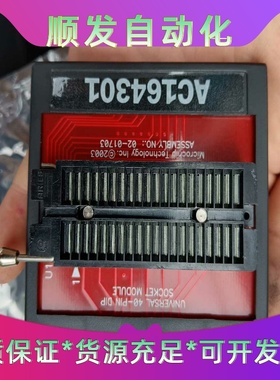 顺发自动化
AC164301
ASSEMBLY NO.: 02-01703
Microchip Technology Inc. ©2003
UNIVERSAL 40-PIN DIP
SOCKET MODULE
质保证*货源充足*可开发